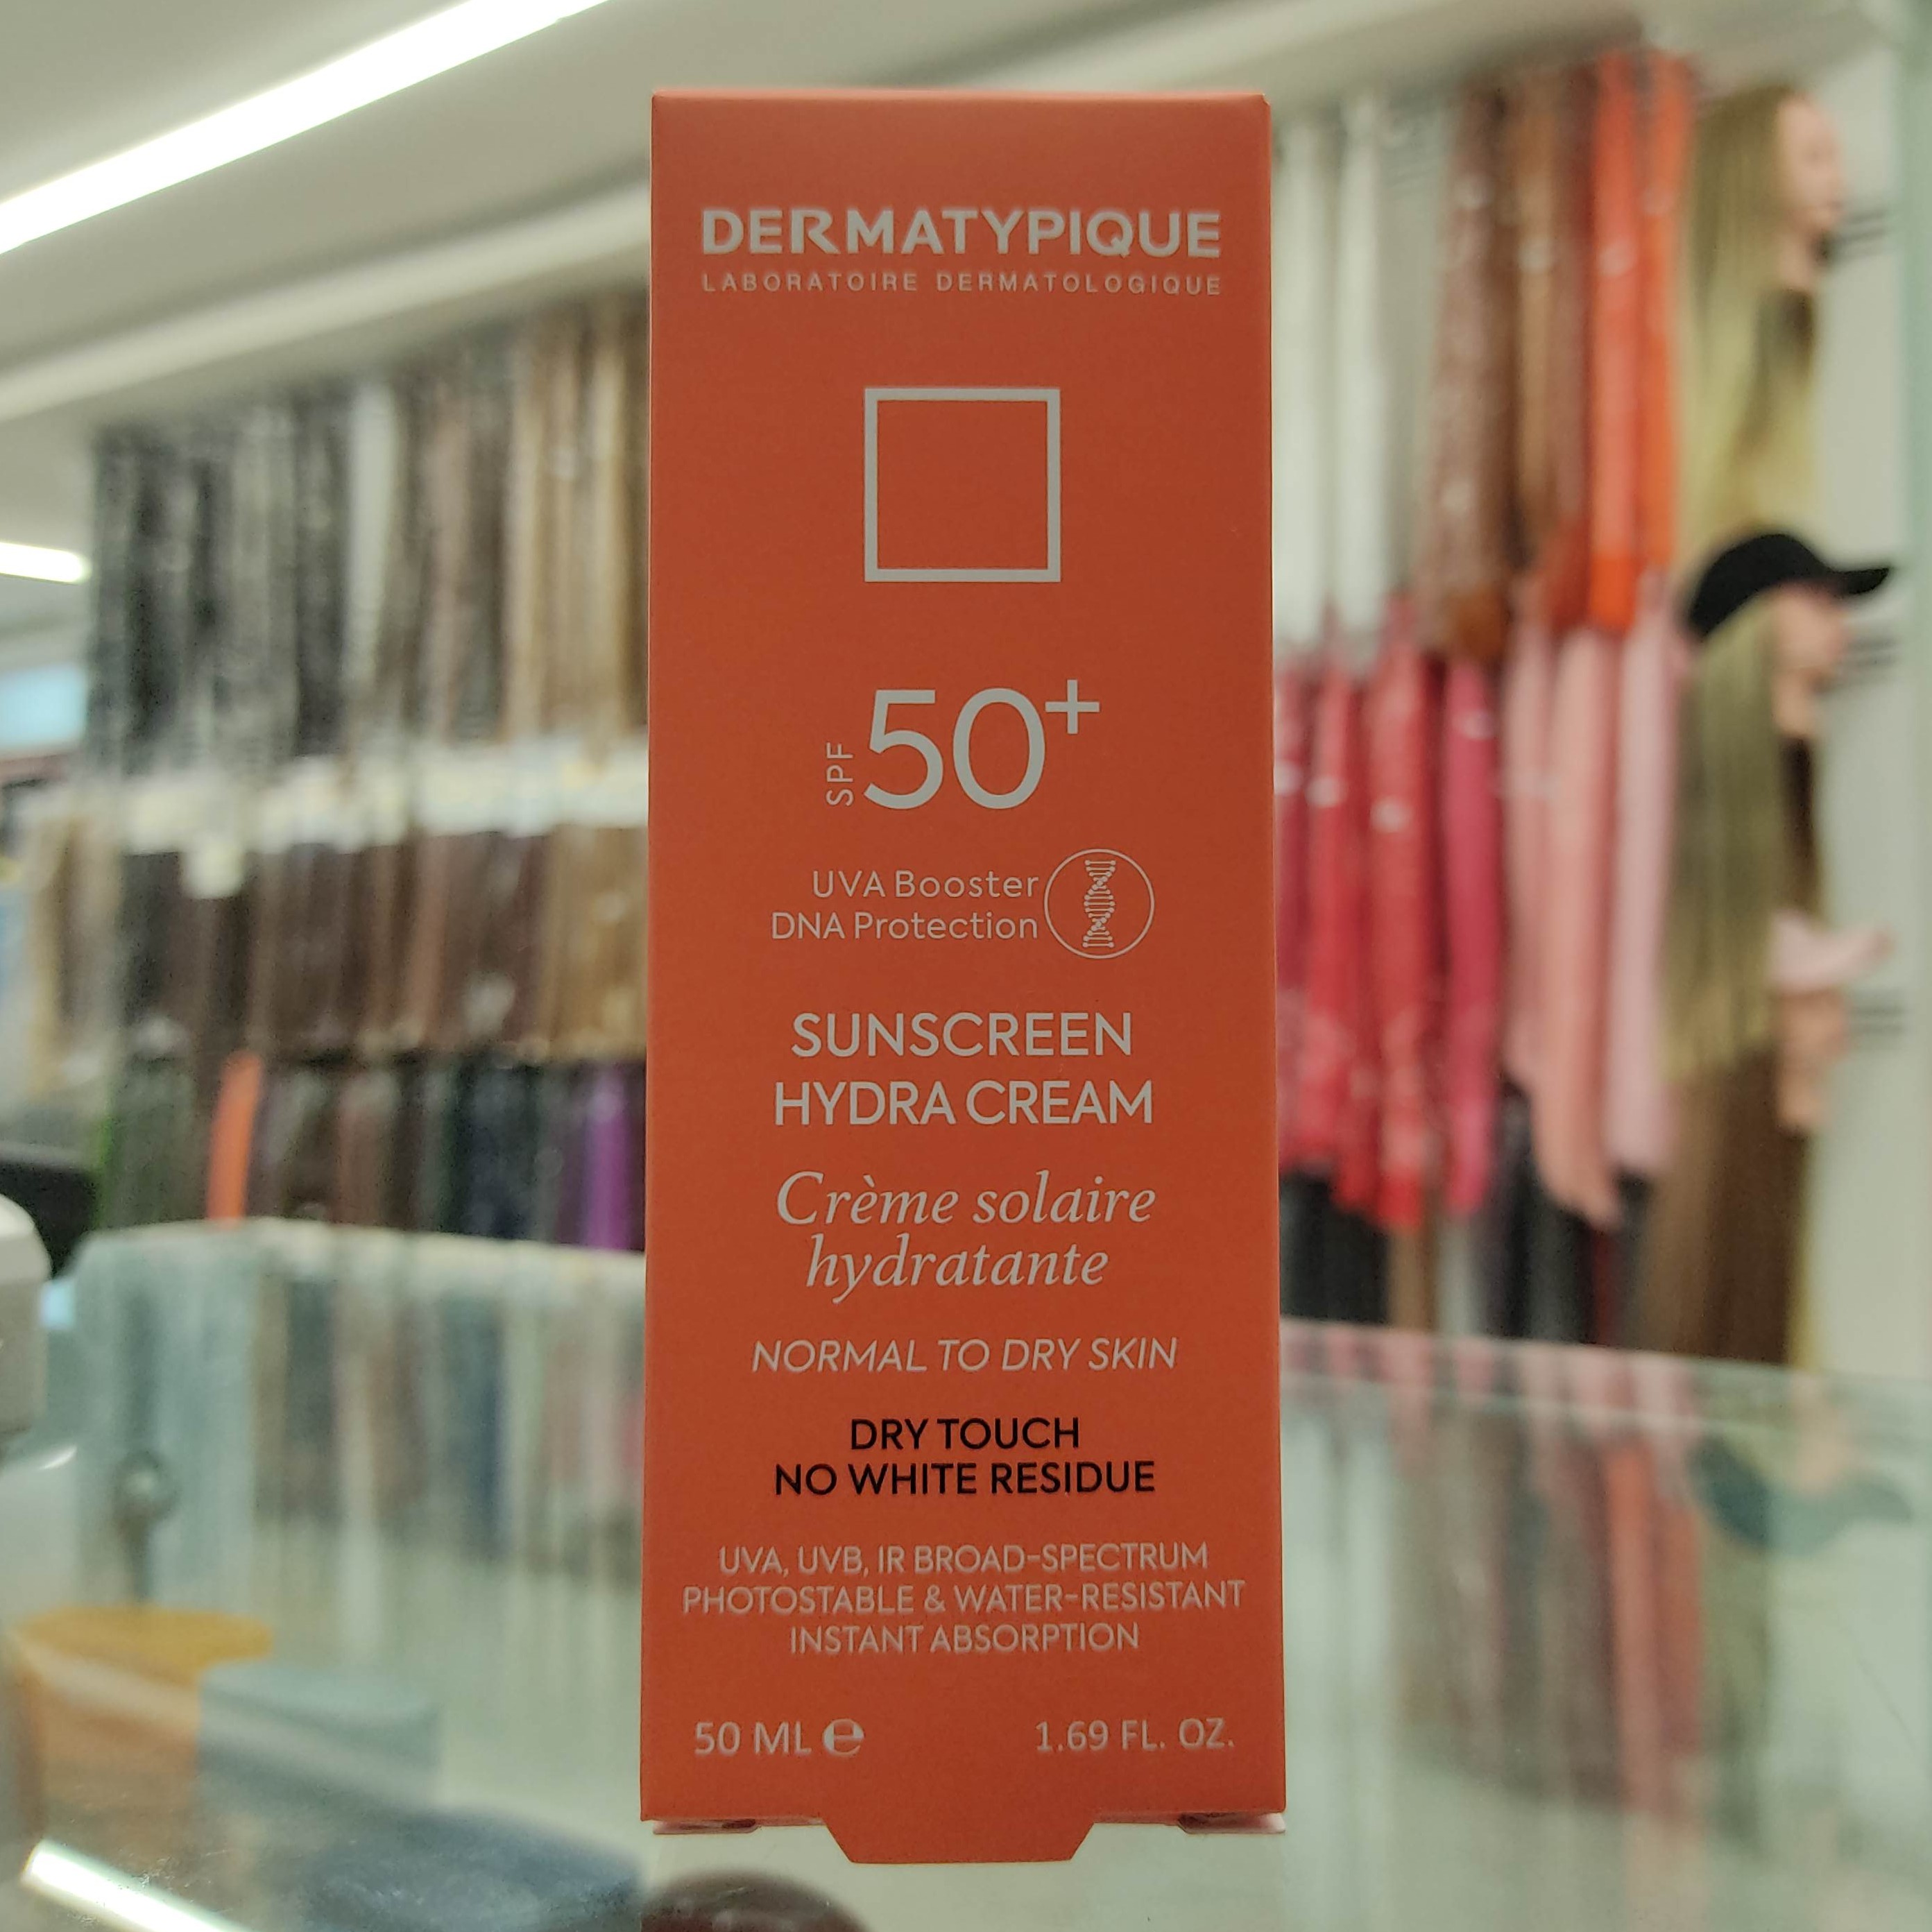 DERMATYPIQUE
LABORATOIRE DERMATOLOGIQUE
SPF 50+
UVA Booster
DNA Protection
SUNSCREEN
HYDRA CREAM
Crème solaire
hydratante
NORMAL TO DRY SKIN
DRY TOUCH
NO WHITE RESIDUE
UVA, UVB, IR BROAD-SPECTRUM
PHOTOSTABLE & WATER-RESISTANT
INSTANT ABSORPTION
50 ML ℮ 1.69 FL. OZ.